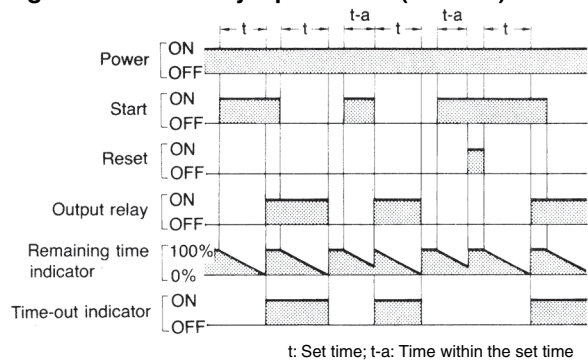 t t t-a t t-a t
Power ON
OFF
Start ON
OFF
Reset ON
OFF
Output relay ON
OFF
Remaining time 100%
indicator 0%
Time-out indicator ON
OFF
t: Set time; t-a: Time within the set time